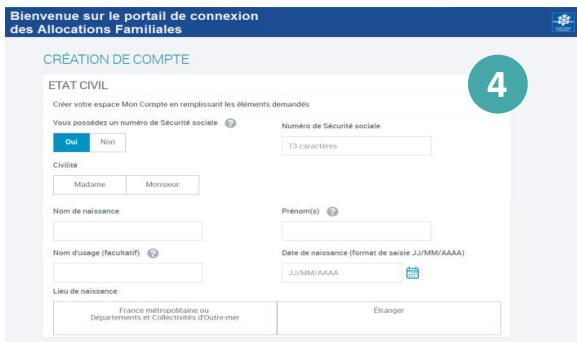 Bienvenue sur le portail de connexion
des Allocations Familiales
CRÉATION DE COMPTE
4
ETAT CIVIL
Créer votre espace Mon Compte en remplissant les éléments demandés
Vous possédez un numéro de Sécurité sociale ?
Numéro de Sécurité sociale
Oui Non
13 caractères
Civilité
Madame Monsieur
Nom de naissance
Prénom(s) ?
Nom d'usage (facultatif) ?
Date de naissance (format de saisie JJ/MM/AAAA)
JJ/MM/AAAA
Lieu de naissance
France métropolitaine ou
Départements et Collectivités d'Outre-mer
Étranger